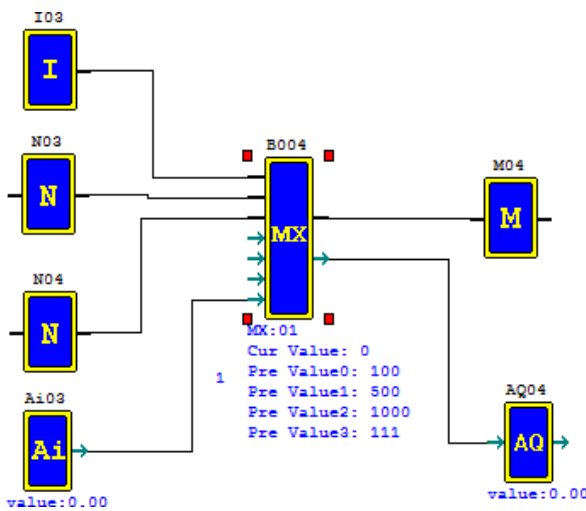 I03
I
N03
N
B004
MX
M04
M
N04
N
MX:01
Cur Value: 0
Pre Value0: 100
1
Pre Value1: 500
Pre Value2: 1000
Pre Value3: 111
Ai03
Ai
value:0.00
AQ04
AQ
value:0.00